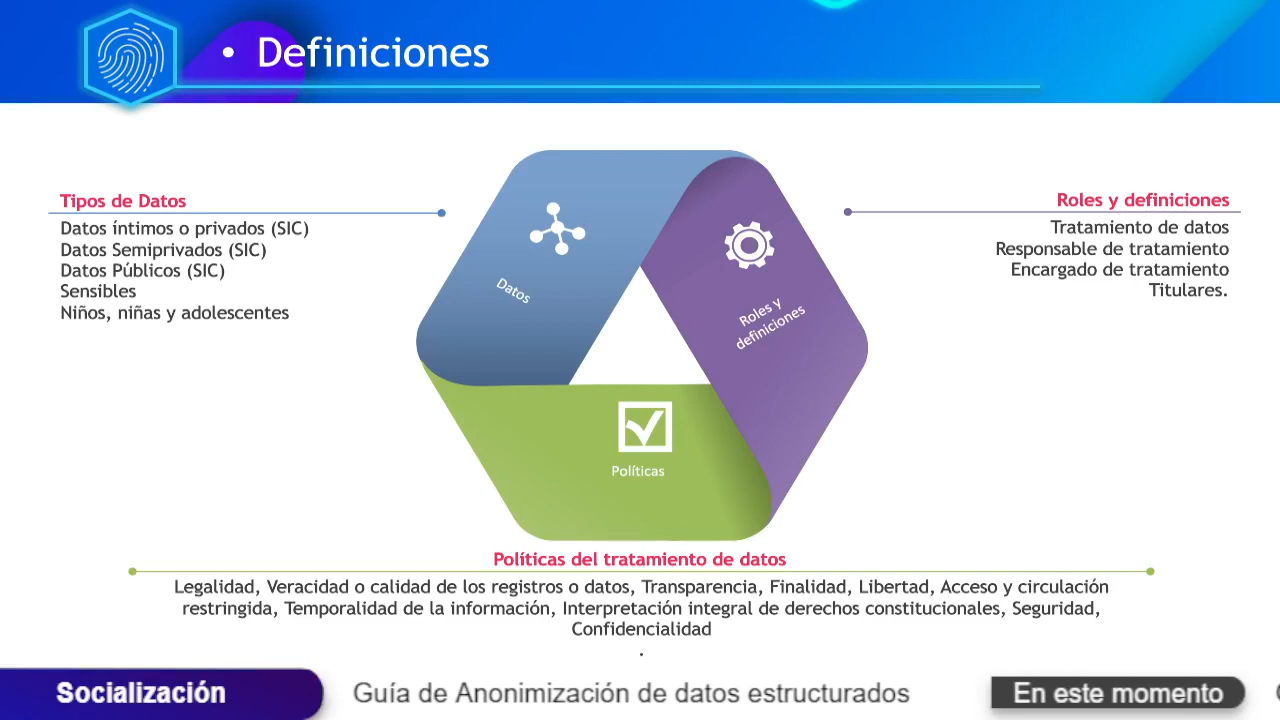 • Definiciones
Tipos de Datos
Datos íntimos o privados (SIC)
Datos Semiprivados (SIC)
Datos Públicos (SIC)
Sensibles
Niños, niñas y adolescentes
Datos
Roles y
definiciones
Políticas
Roles y definiciones
Tratamiento de datos
Responsable de tratamiento
Encargado de tratamiento
Titulares.
Políticas del tratamiento de datos
Legalidad, Veracidad o calidad de los registros o datos, Transparencia, Finalidad, Libertad, Acceso y circulación
restringida, Temporalidad de la información, Interpretación integral de derechos constitucionales, Seguridad,
Confidencialidad
.
Socialización
Guía de Anonimización de datos estructurados
En este momento